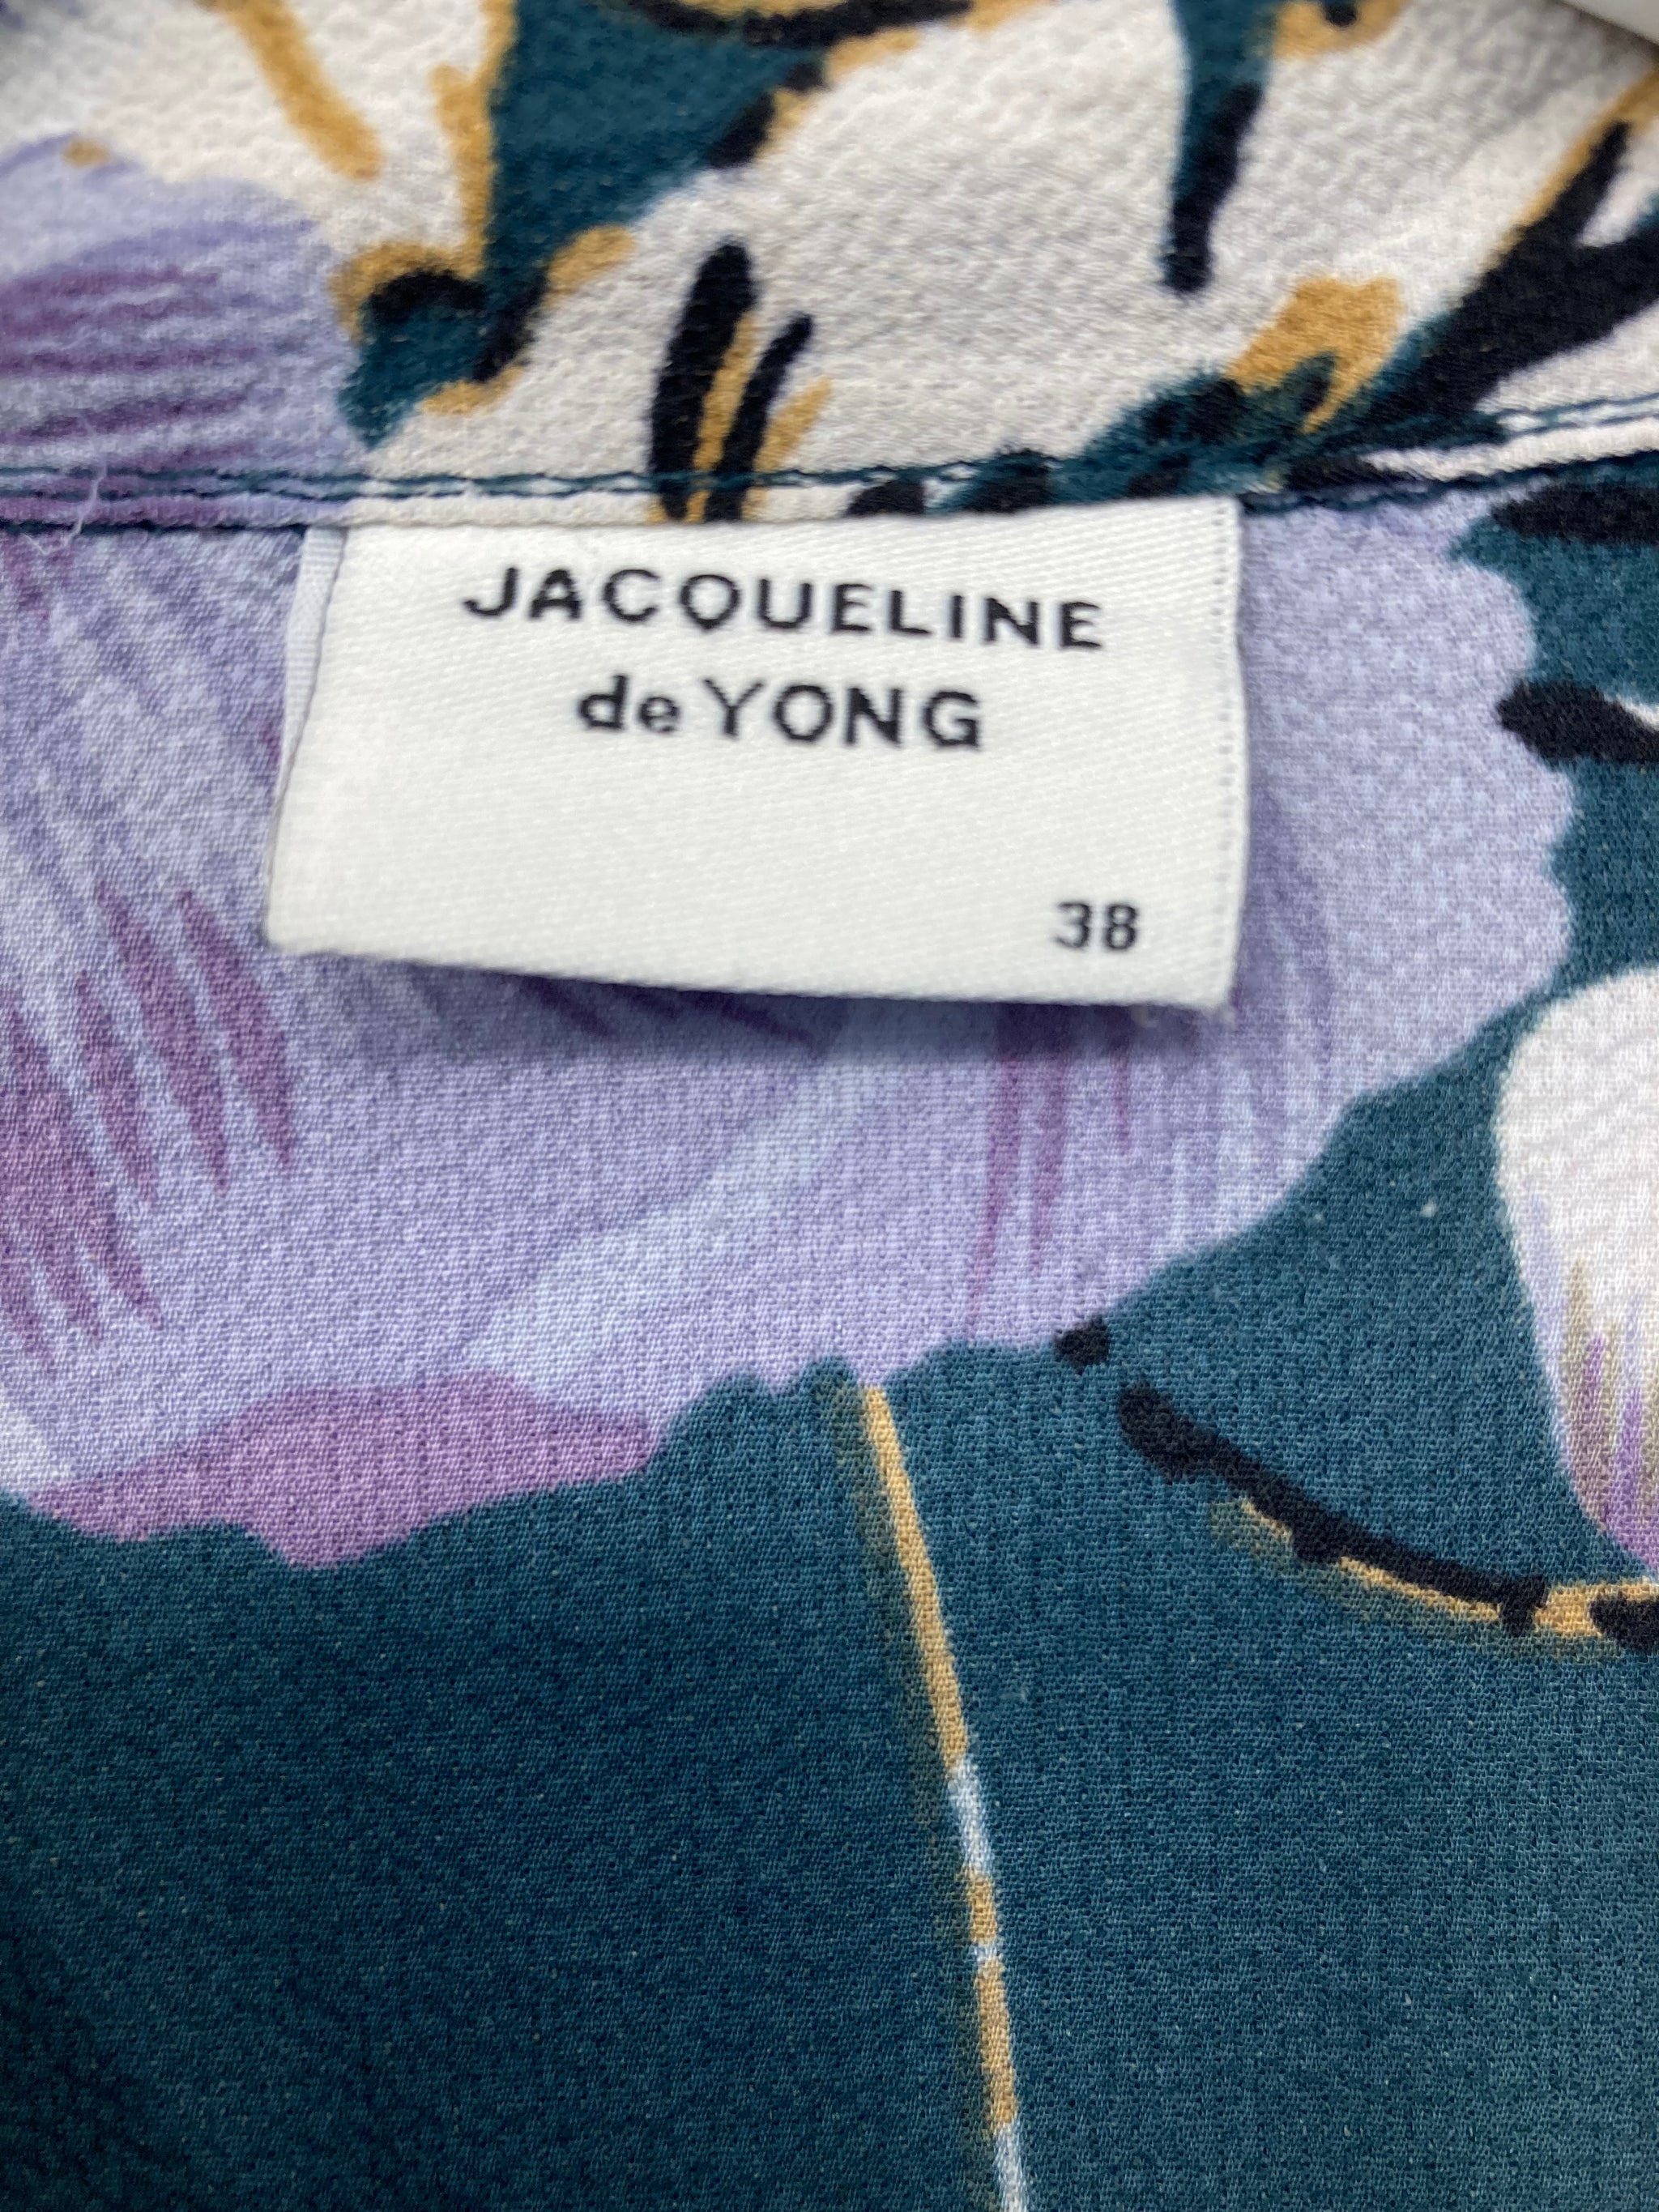 JACQUELINE
de YONG
38